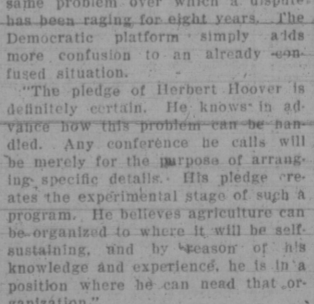 same problem over which a dispute
has been raging for eight years. The
Democratic platform simply adds
more confusion to an already con-
fused situation.
"The pledge of Herbert Hoover is
definitely certain. He knows in ad-
vance how this problem can be han-
dled. Any conference he calls will
be merely for the purpose of arrang-
ing specific details. His pledge cre-
ates the experimental stage of such a
program. He believes agriculture can
be organized to where it will be self-
sustaining, and by reason of his
knowledge and experience, he is in a
position where he can nead that or-
ganisation."